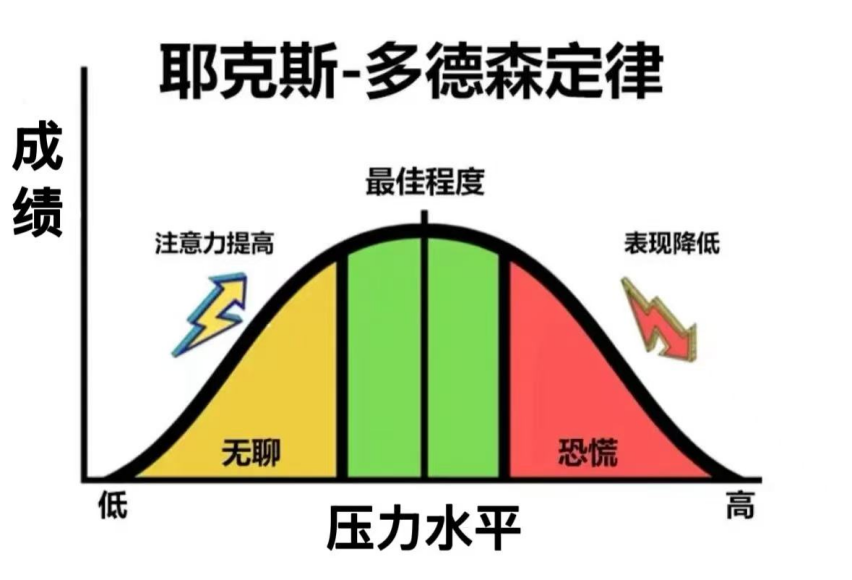 耶克斯-多德森定律
成绩
最佳程度
注意力提高
表现降低
无聊
恐慌
低
高
压力水平